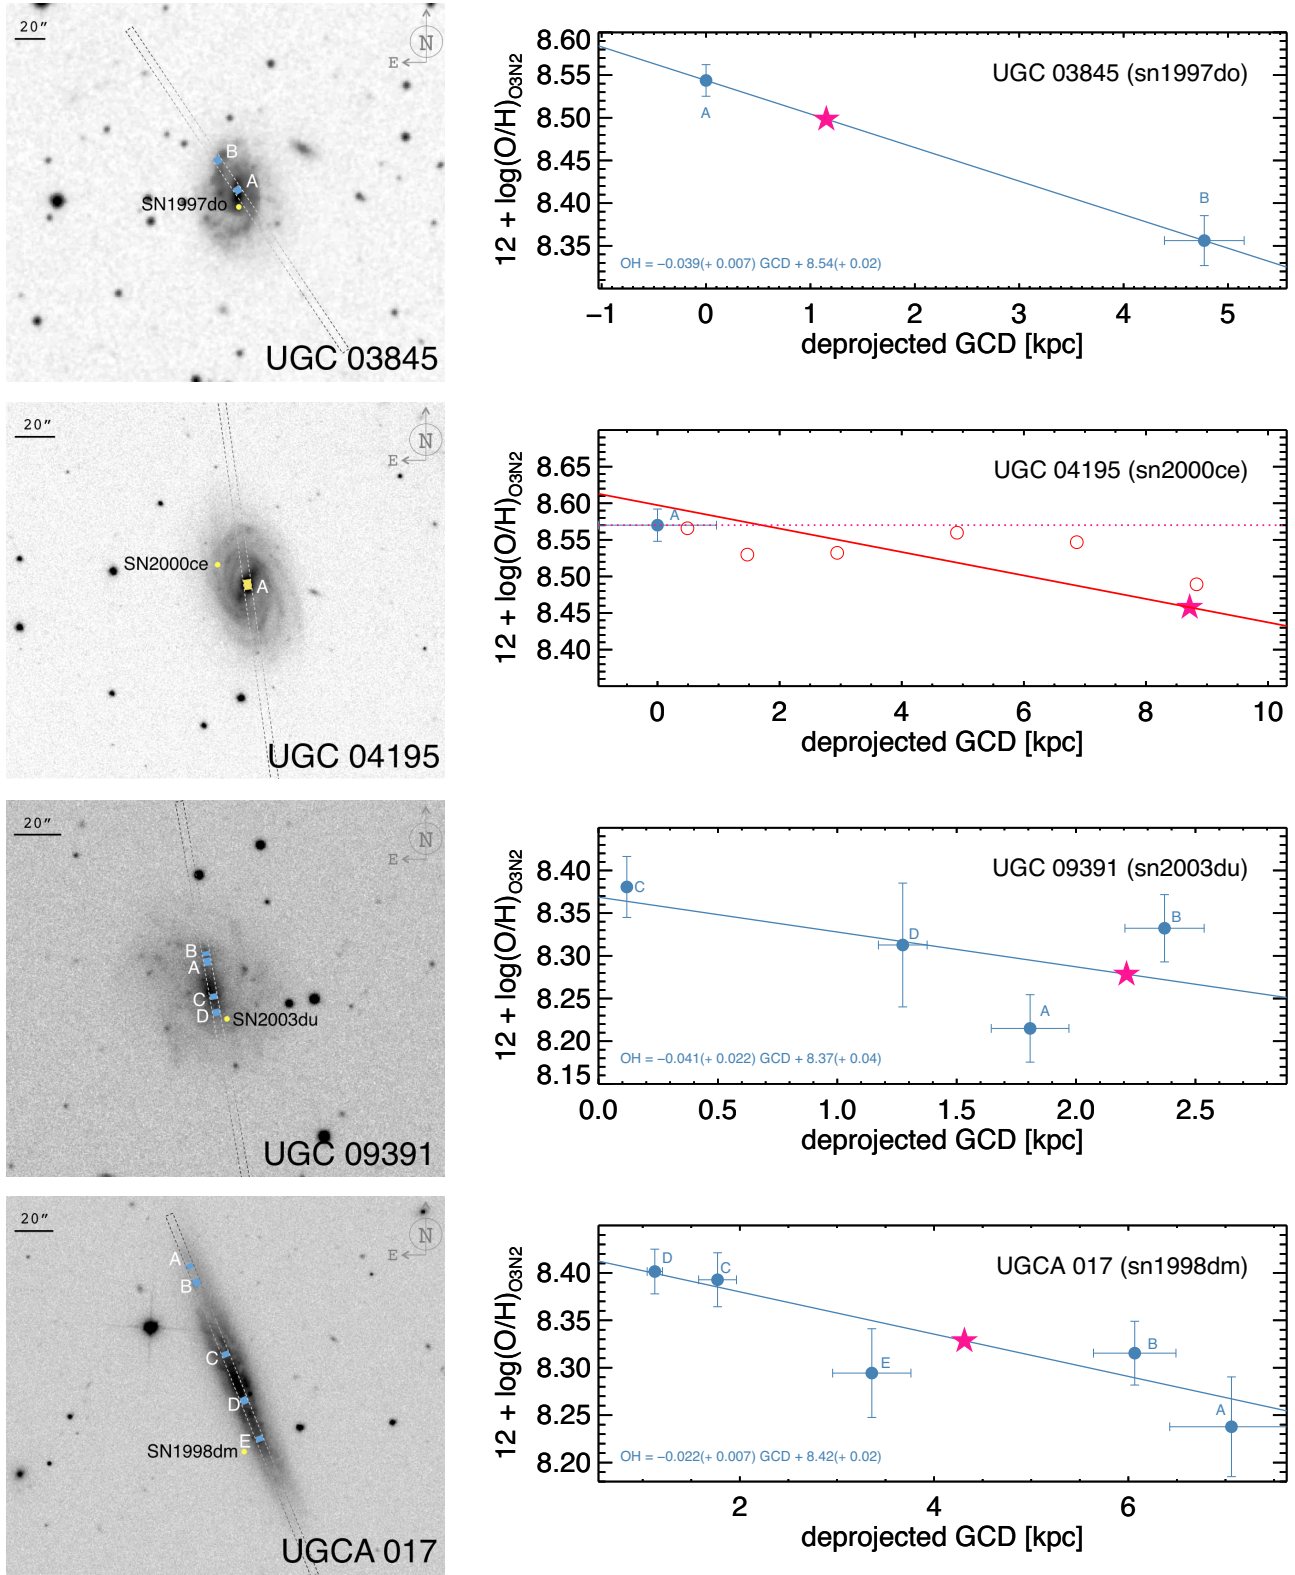 20"
N
E
B
A
SN1997do
UGC 03845
12 + log(O/H)O3N2
8.60
8.55
8.50
8.45
8.40
8.35
UGC 03845 (sn1997do)
A
B
OH = −0.039(+ 0.007) GCD + 8.54(+ 0.02)
−1 0 1 2 3 4 5
deprojected GCD [kpc]
20"
N
E
SN2000ce
A
UGC 04195
12 + log(O/H)O3N2
8.65
8.60
8.55
8.50
8.45
8.40
UGC 04195 (sn2000ce)
A
0 2 4 6 8 10
deprojected GCD [kpc]
20"
N
E
B
A
C
D
SN2003du
UGC 09391
12 + log(O/H)O3N2
8.40
8.35
8.30
8.25
8.20
8.15
UGC 09391 (sn2003du)
C
D
B
A
OH = −0.041(+ 0.022) GCD + 8.37(+ 0.04)
0.0 0.5 1.0 1.5 2.0 2.5
deprojected GCD [kpc]
20"
N
E
A
B
C
D
E
SN1998dm
UGCA 017
12 + log(O/H)O3N2
8.40
8.35
8.30
8.25
8.20
UGCA 017 (sn1998dm)
D
C
E
B
A
OH = −0.022(+ 0.007) GCD + 8.42(+ 0.02)
2 4 6
deprojected GCD [kpc]